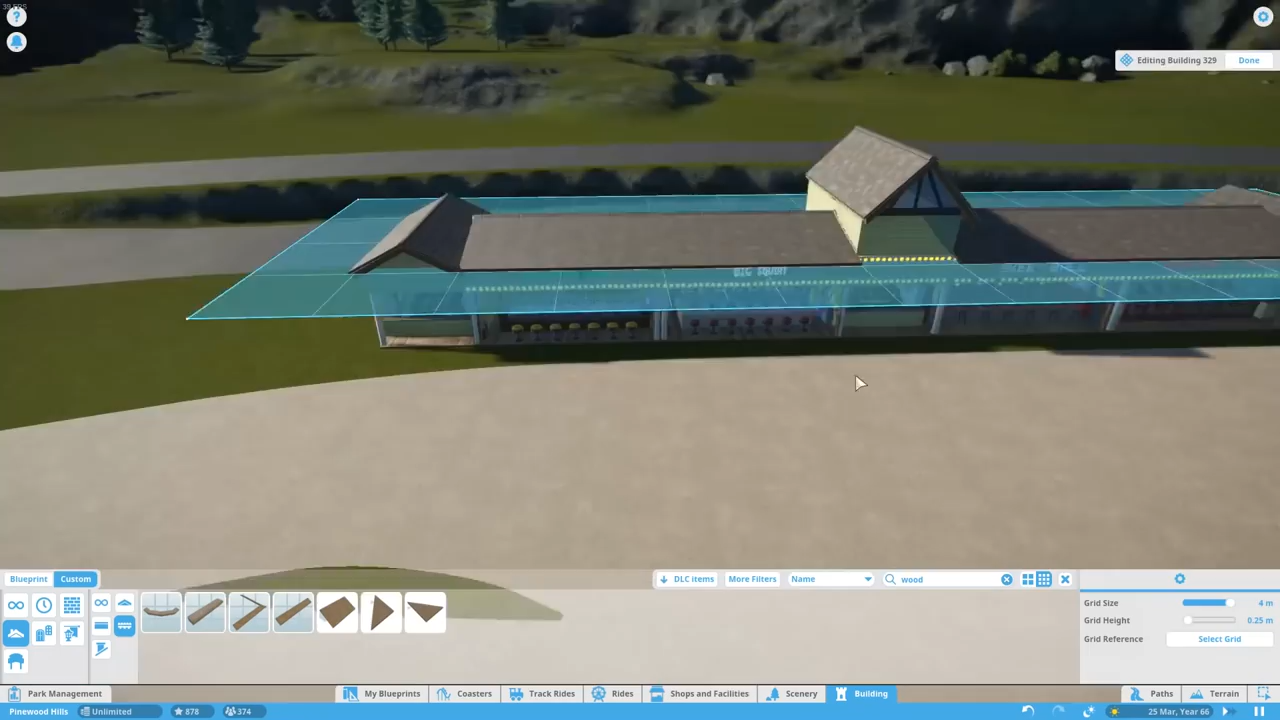 Editing Building 329 Done
BIG SQUIRT
Blueprint Custom
DLC items More Filters Name wood
Grid Size 4 m
Grid Height 0.25 m
Grid Reference Select Grid
Park Management My Blueprints Coasters Track Rides Rides Shops and Facilities Scenery Building Paths Terrain
Pinewood Hills Unlimited 878 374 25 Mar, Year 66